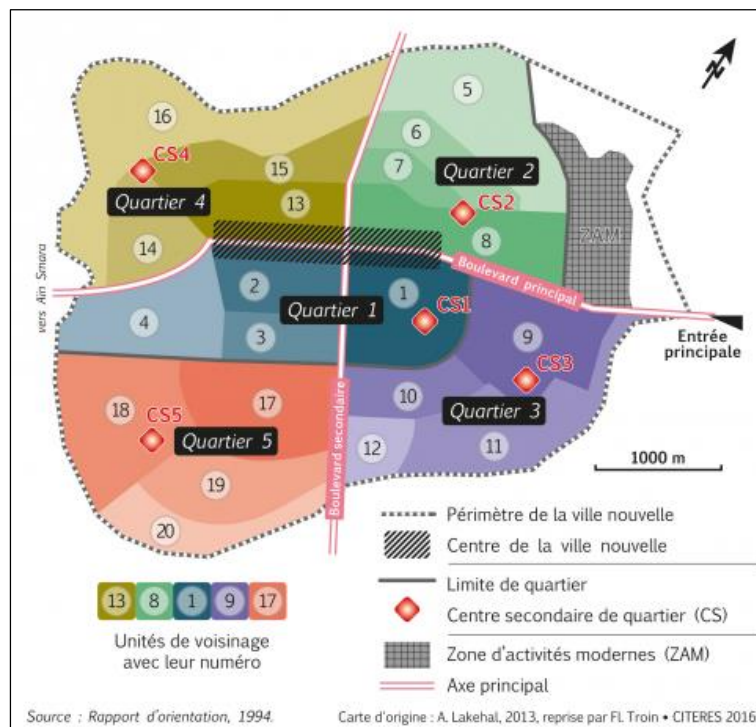 N
5
16
6
CS4
7
15
Quartier 2
Quartier 4
13
CS2
ZAM
14
8
vers Aïn Smara
Boulevard principal
2
1
Quartier 1
CS1
4
3
9
Entrée
principale
CS3
10
17
18
CS5
Quartier 3
Quartier 5
12
11
Boulevard secondaire
1000 m
19
20
Périmètre de la ville nouvelle
Centre de la ville nouvelle
Limite de quartier
Centre secondaire de quartier (CS)
Zone d'activités modernes (ZAM)
Axe principal
13 8 1 9 17
Unités de voisinage
avec leur numéro
Source : Rapport d'orientation, 1994.
Carte d'origine : A. Lakehal, 2013, reprise par Fl. Troin • CITERES 2016